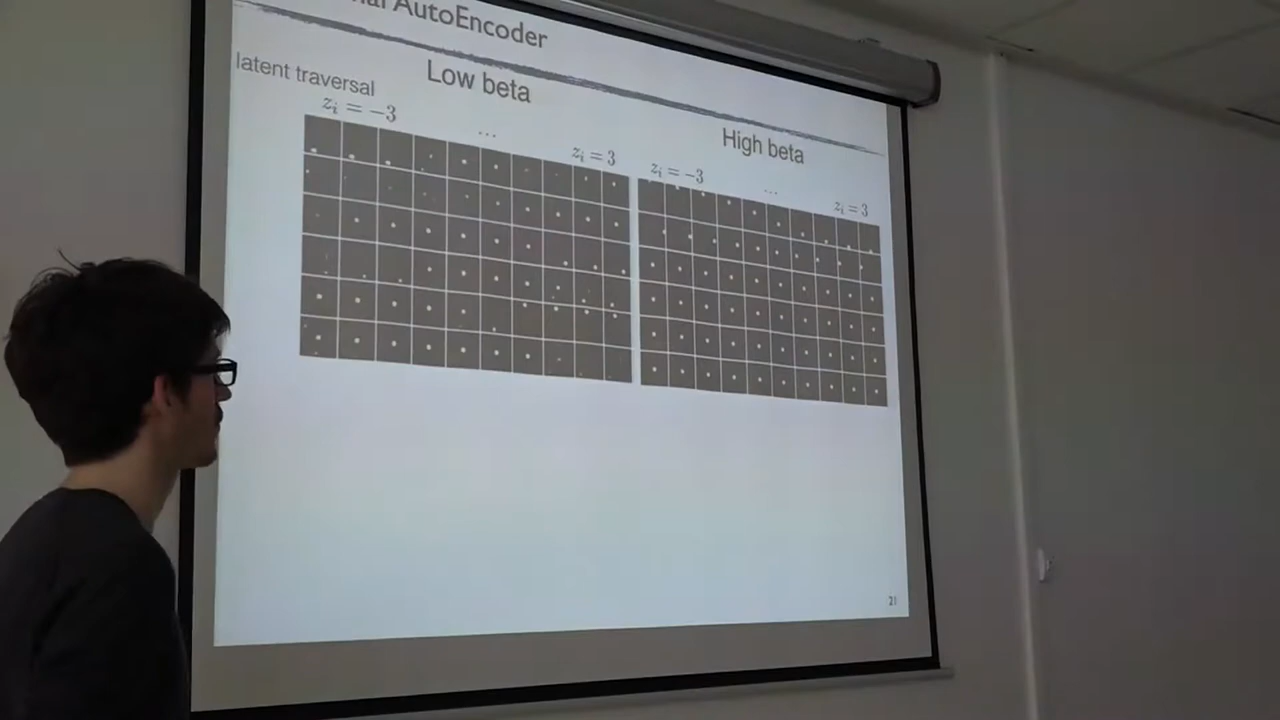 AutoEncoder
latent traversal
Low beta
High beta
z_i = −3
...
z_i = 3
z_i = −3
...
z_i = 3
21